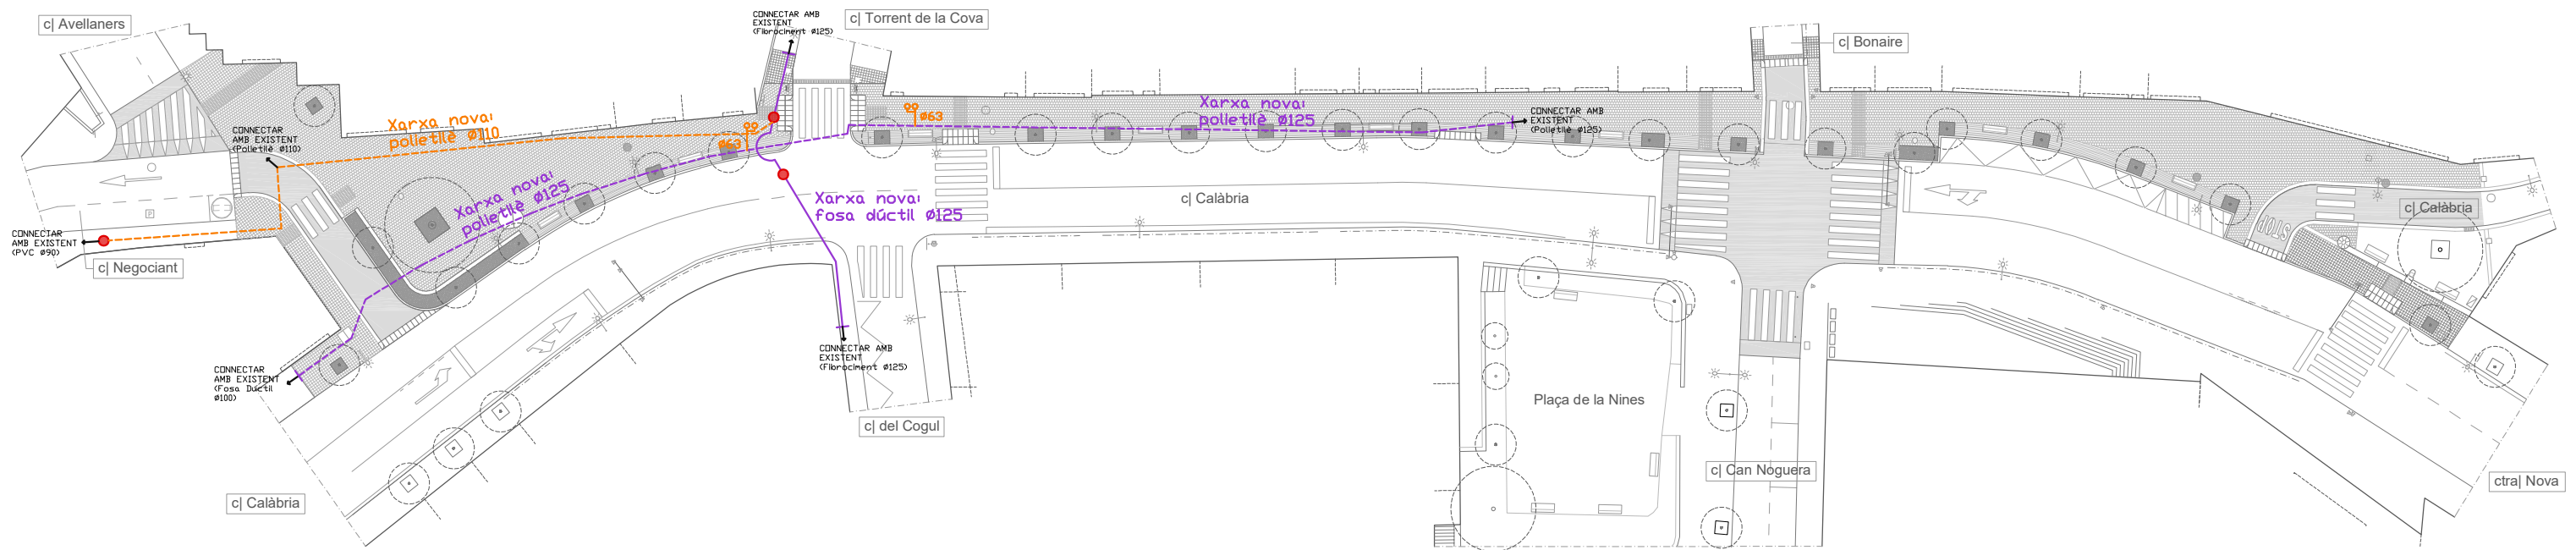 c| Avellaners
CONNECTAR AMB
EXISTENT
(Fibrociment Ø125)
c| Torrent de la Cova
c| Bonaire
Xarxa nova:
polietilè Ø110
CONNECTAR
AMB EXISTENT
(Polietilè Ø110)
Ø63
Ø63
Xarxa nova:
polietilè Ø125
CONNECTAR AMB
EXISTENT
(Polietilè Ø125)
Xarxa nova:
polietilè Ø125
Xarxa nova:
fosa dúctil Ø125
c| Calàbria
c| Calàbria
STOP
P
CONNECTAR
AMB EXISTENT
(PVC Ø90)
c| Negociant
CONNECTAR AMB
EXISTENT
(Fibrociment Ø125)
CONNECTAR
AMB EXISTENT
(Fosa Dúctil
Ø100)
c| del Cogul
Plaça de la Nines
c| Can Noguera
c| Calàbria
ctra| Nova